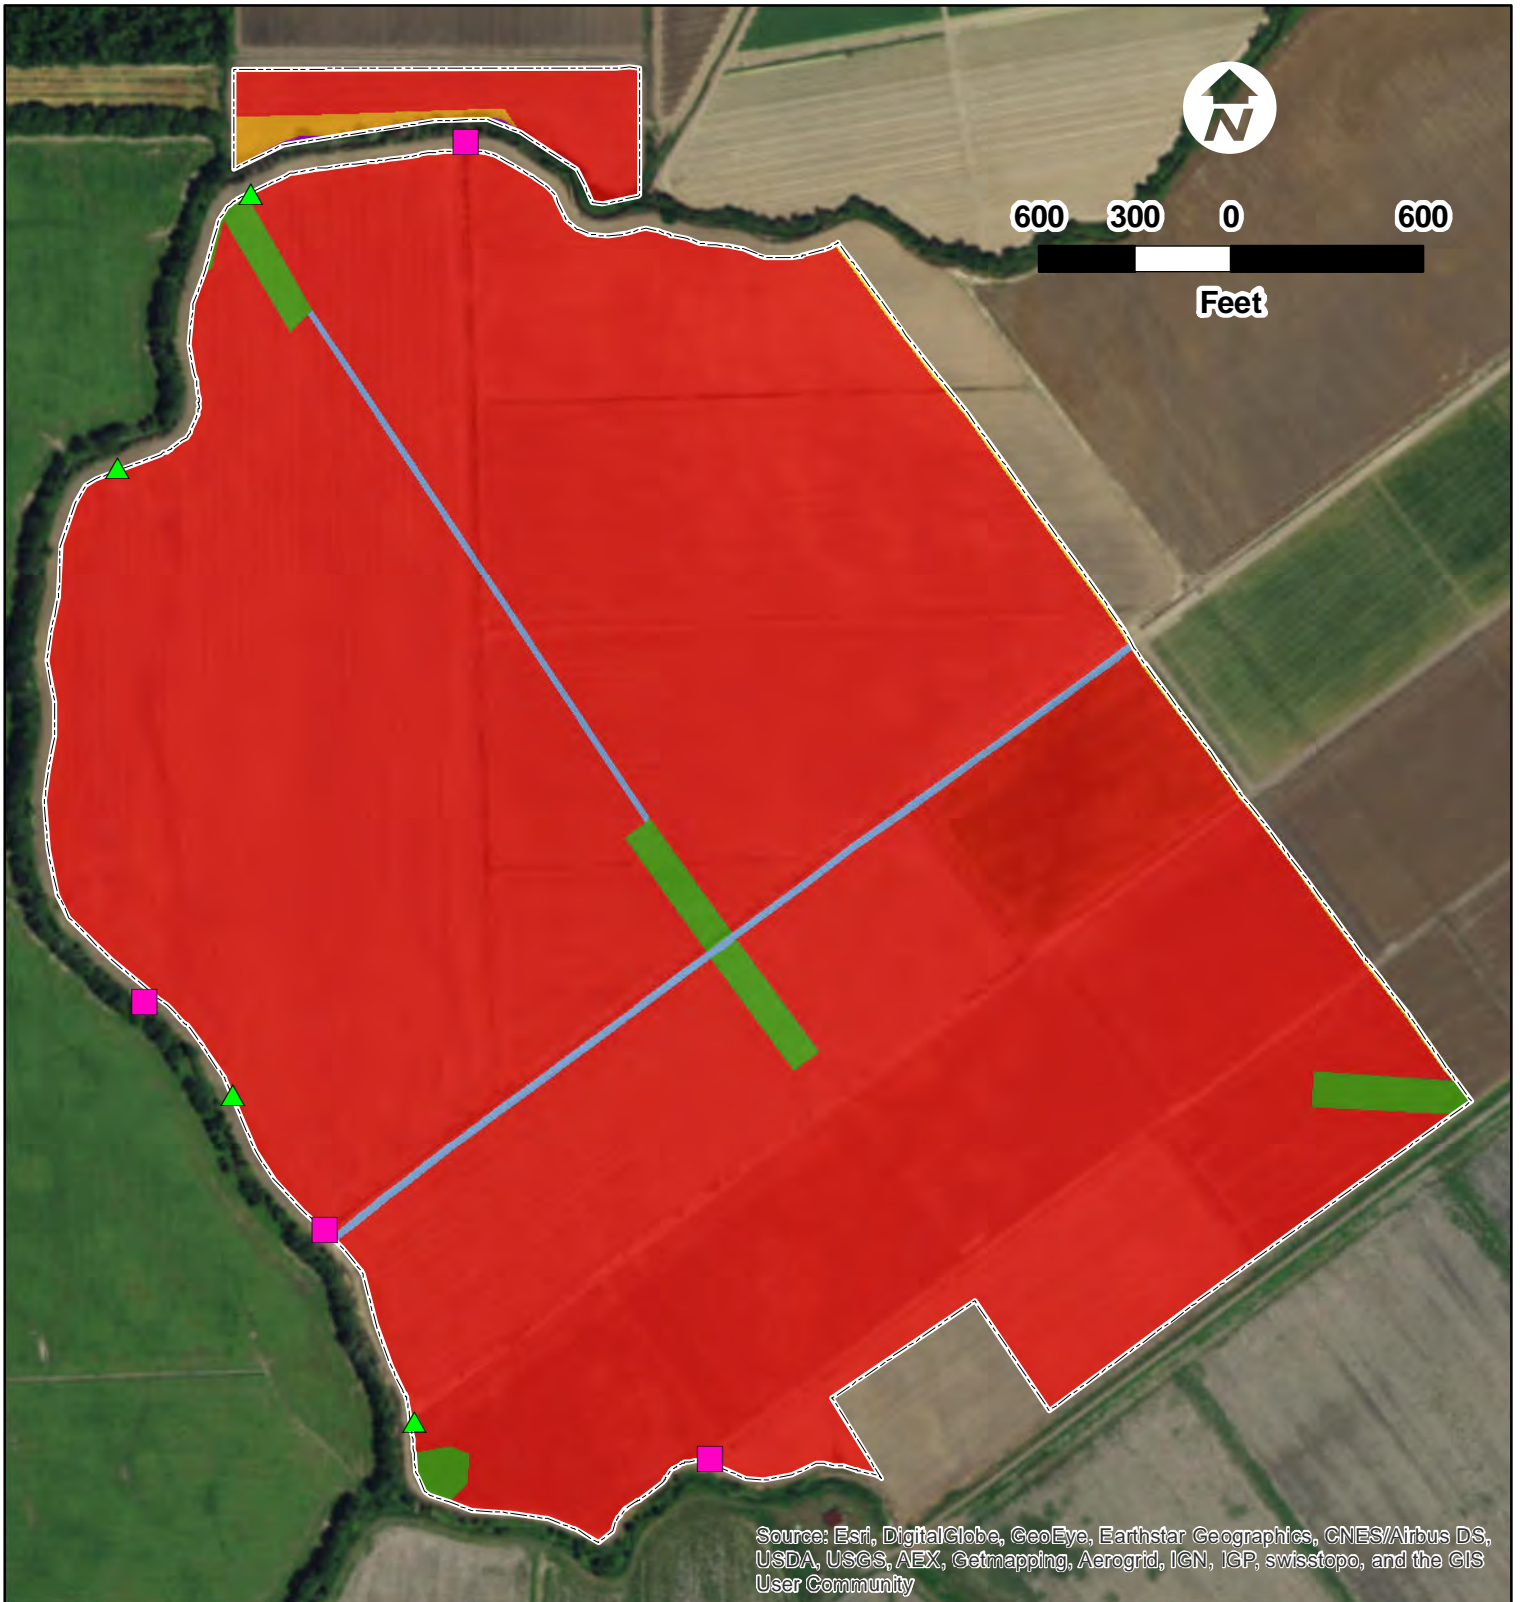 N
600 300 0 600
Feet
Source: Esri, DigitalGlobe, GeoEye, Earthstar Geographics, CNES/Airbus DS,
USDA, USGS, AEX, Getmapping, Aerogrid, IGN, IGP, swisstopo, and the GIS
User Community